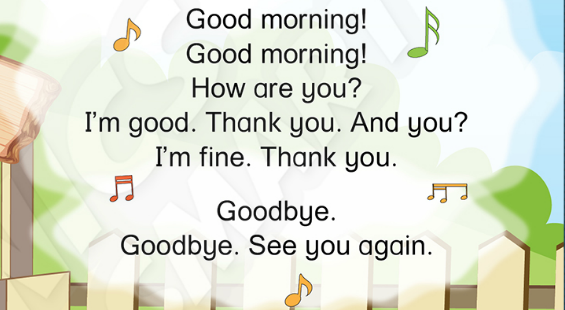 Good morning!
Good morning!
How are you?
I'm good. Thank you. And you?
I'm fine. Thank you.
Goodbye.
Goodbye. See you again.